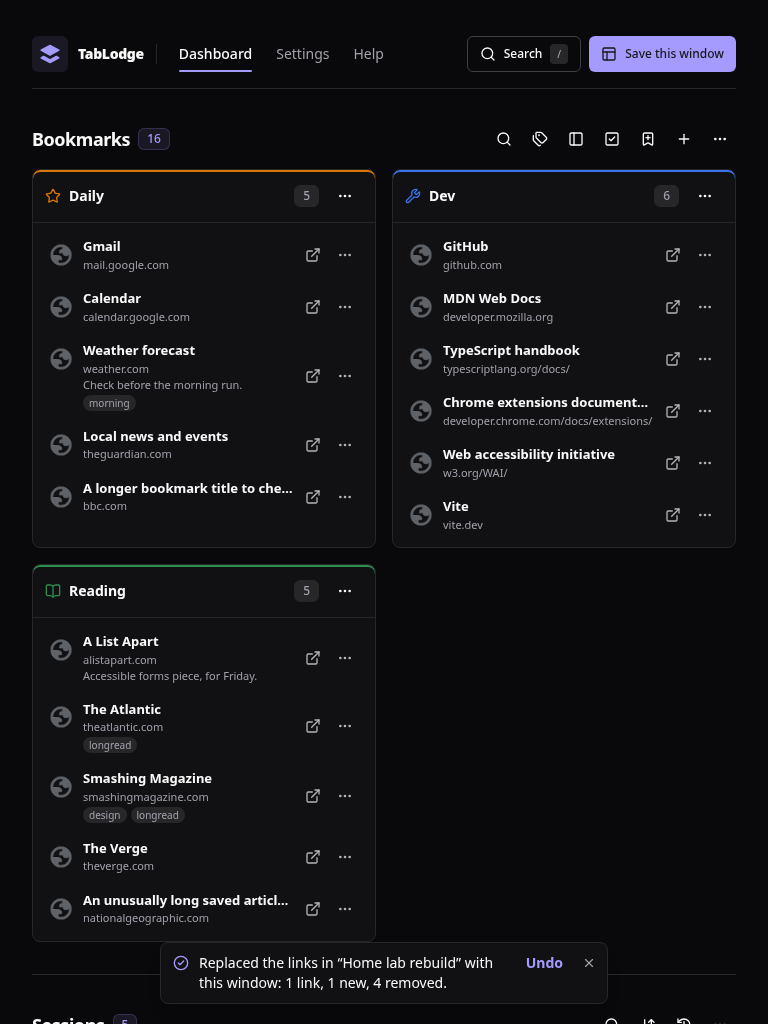 TabLodge
Dashboard
Settings
Help
Search /
Save this window
Bookmarks 16
Daily 5
Gmail
mail.google.com
Calendar
calendar.google.com
Weather forecast
weather.com
Check before the morning run.
morning
Local news and events
theguardian.com
A longer bookmark title to che...
bbc.com
Dev 6
GitHub
github.com
MDN Web Docs
developer.mozilla.org
TypeScript handbook
typescriptlang.org/docs/
Chrome extensions document...
developer.chrome.com/docs/extensions/
Web accessibility initiative
w3.org/WAI/
Vite
vite.dev
Reading 5
A List Apart
alistapart.com
Accessible forms piece, for Friday.
The Atlantic
theatlantic.com
longread
Smashing Magazine
smashingmagazine.com
design longread
The Verge
theverge.com
An unusually long saved articl...
nationalgeographic.com
Replaced the links in “Home lab rebuild” with
this window: 1 link, 1 new, 4 removed.
Undo
Sessions 5